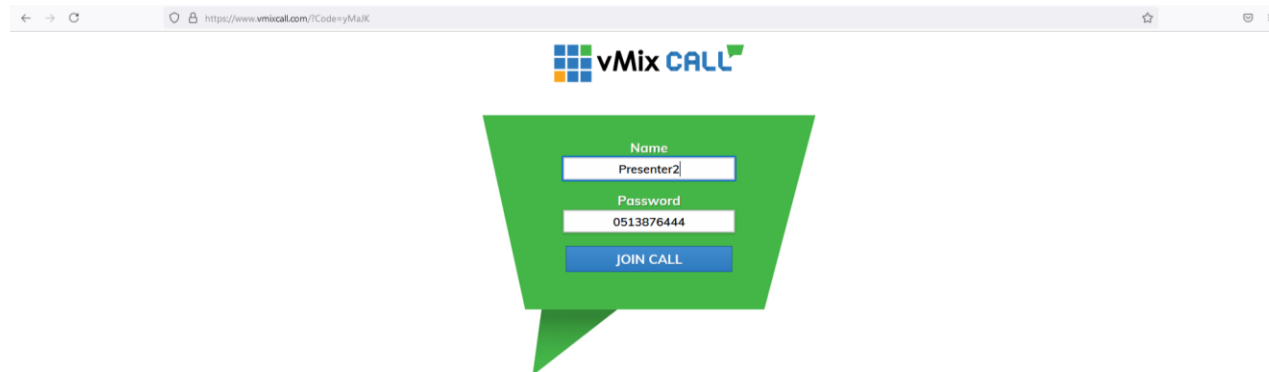 https://www.vmixcall.com/?Code=yMaJK
vMix CALL
Name
Presenter2
Password
0513876444
JOIN CALL